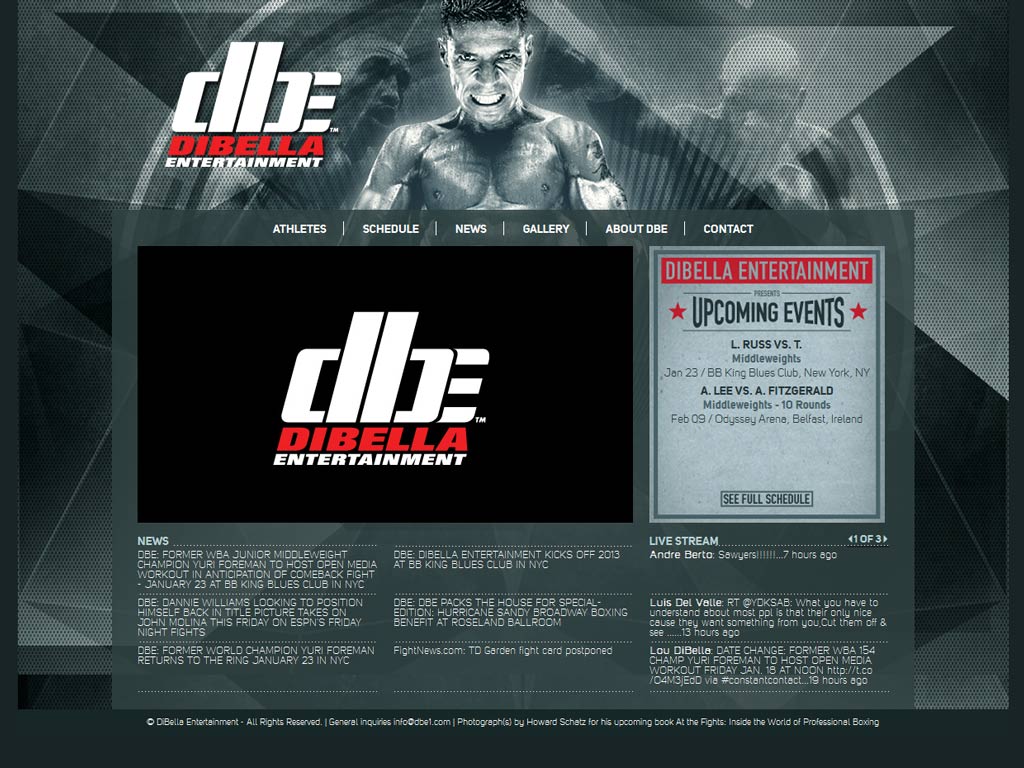 dbe™
DIBELLA
ENTERTAINMENT
ATHLETES
SCHEDULE
NEWS
GALLERY
ABOUT DBE
CONTACT
dbe™
DIBELLA
ENTERTAINMENT
DIBELLA ENTERTAINMENT
PRESENTS
UPCOMING EVENTS
L. RUSS VS. T.
Middleweights
Jan 23 / BB King Blues Club, New York, NY
A. LEE VS. A. FITZGERALD
Middleweights - 10 Rounds
Feb 09 / Odyssey Arena, Belfast, Ireland
SEE FULL SCHEDULE
NEWS
DBE: FORMER WBA JUNIOR MIDDLEWEIGHT
CHAMPION YURI FOREMAN TO HOST OPEN MEDIA
WORKOUT IN ANTICIPATION OF COMEBACK FIGHT
- JANUARY 23 AT BB KING BLUES CLUB IN NYC
DBE: DIBELLA ENTERTAINMENT KICKS OFF 2013
AT BB KING BLUES CLUB IN NYC
DBE: DANNIE WILLIAMS LOOKING TO POSITION
HIMSELF BACK IN TITLE PICTURE TAKES ON
JOHN MOLINA THIS FRIDAY ON ESPN'S FRIDAY
NIGHT FIGHTS
DBE: DBE PACKS THE HOUSE FOR SPECIAL-
EDITION: HURRICANE SANDY BROADWAY BOXING
BENEFIT AT ROSELAND BALLROOM
DBE: FORMER WORLD CHAMPION YURI FOREMAN
RETURNS TO THE RING JANUARY 23 IN NYC
FightNews.com: TD Garden fight card postponed
LIVE STREAM
1 OF 3
Andre Berto: Sawyers!!!!!!...7 hours ago
Luis Del Valle: RT @YDKSAB: What you have to
understand about most ppl is that their only nice
cause they want something from you,Cut them off &
see ......13 hours ago
Lou DiBella: DATE CHANGE: FORMER WBA 154
CHAMP YURI FOREMAN TO HOST OPEN MEDIA
WORKOUT FRIDAY JAN. 18 AT NOON http://t.co
/O4M3jEdD via #constantcontact...19 hours ago
© DiBella Entertainment - All Rights Reserved. | General inquiries info@dbe1.com | Photograph(s) by Howard Schatz for his upcoming book At the Fights: Inside the World of Professional Boxing